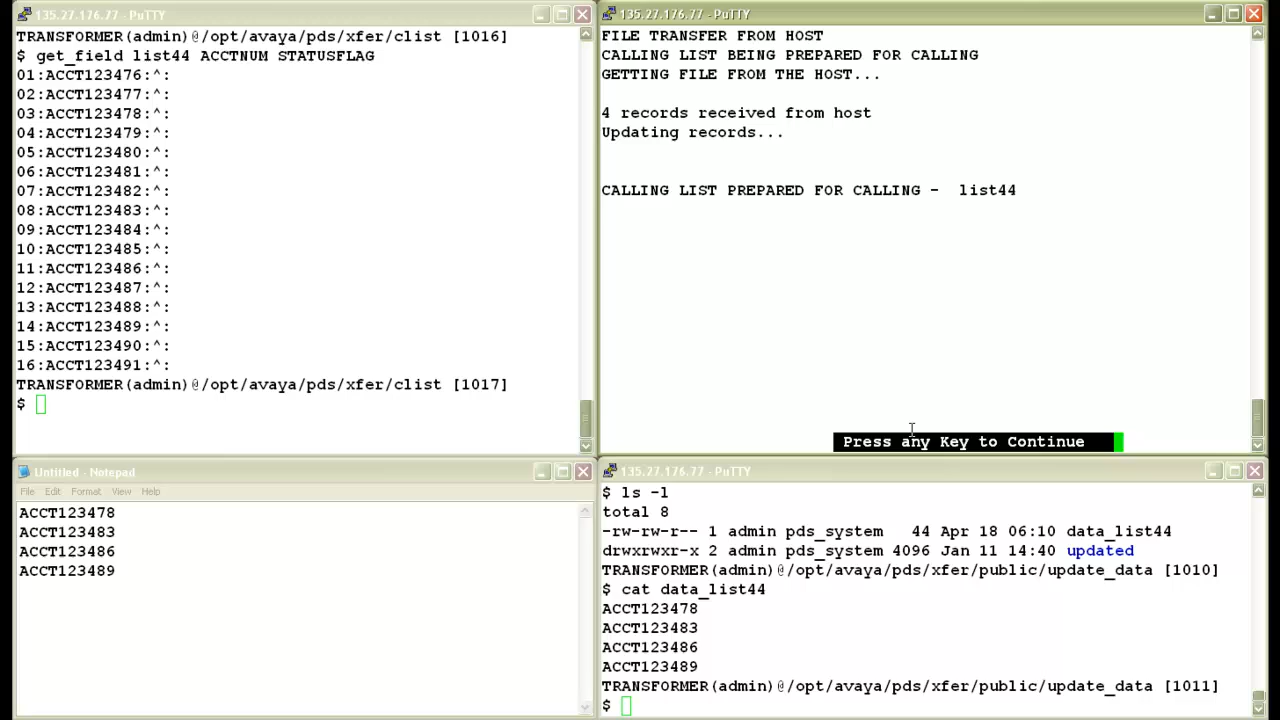 135.27.176.77 - PuTTY
TRANSFORMER(admin)@/opt/avaya/pds/xfer/clist [1016]
$ get_field list44 ACCTNUM STATUSFLAG
01:ACCT123476:^:
02:ACCT123477:^:
03:ACCT123478:^:
04:ACCT123479:^:
05:ACCT123480:^:
06:ACCT123481:^:
07:ACCT123482:^:
08:ACCT123483:^:
09:ACCT123484:^:
10:ACCT123485:^:
11:ACCT123486:^:
12:ACCT123487:^:
13:ACCT123488:^:
14:ACCT123489:^:
15:ACCT123490:^:
16:ACCT123491:^:
TRANSFORMER(admin)@/opt/avaya/pds/xfer/clist [1017]
$
135.27.176.77 - PuTTY
FILE TRANSFER FROM HOST
CALLING LIST BEING PREPARED FOR CALLING
GETTING FILE FROM THE HOST...
4 records received from host
Updating records...
CALLING LIST PREPARED FOR CALLING -  list44
Press any Key to Continue
Untitled - Notepad
File Edit Format View Help
ACCT123478
ACCT123483
ACCT123486
ACCT123489
135.27.176.77 - PuTTY
$ ls -l
total 8
-rw-rw-r-- 1 admin pds_system   44 Apr 18 06:10 data_list44
drwxrwxr-x 2 admin pds_system 4096 Jan 11 14:40 updated
TRANSFORMER(admin)@/opt/avaya/pds/xfer/public/update_data [1010]
$ cat data_list44
ACCT123478
ACCT123483
ACCT123486
ACCT123489
TRANSFORMER(admin)@/opt/avaya/pds/xfer/public/update_data [1011]
$